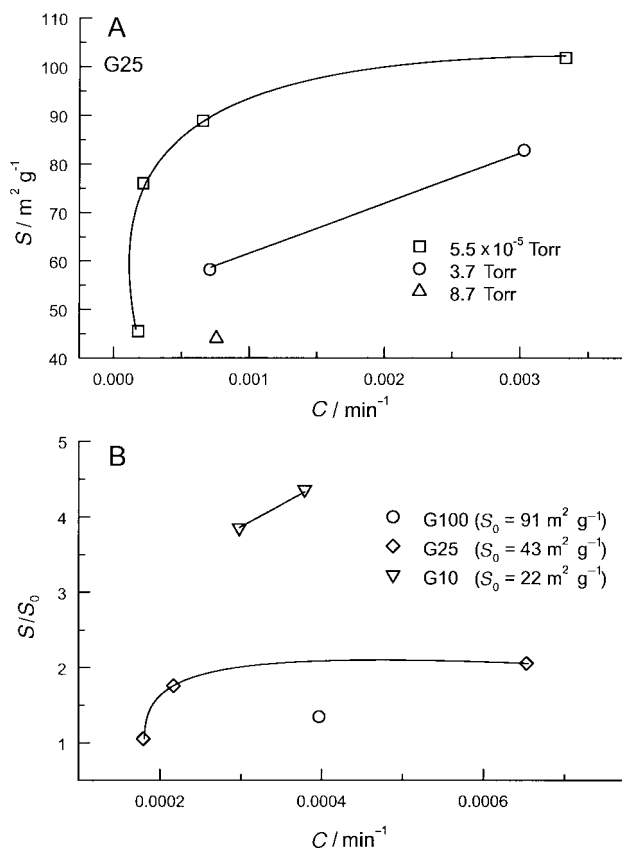 A
G25
110
100
90
80
70
60
50
40
S / m² g⁻¹
□ 5.5 x10⁻⁵ Torr
○ 3.7 Torr
△ 8.7 Torr
0.000 0.001 0.002 0.003
C / min⁻¹
B
5
4
3
2
1
S/S₀
○ G100 (S₀ = 91 m² g⁻¹)
◇ G25 (S₀ = 43 m² g⁻¹)
▽ G10 (S₀ = 22 m² g⁻¹)
0.0002 0.0004 0.0006
C / min⁻¹